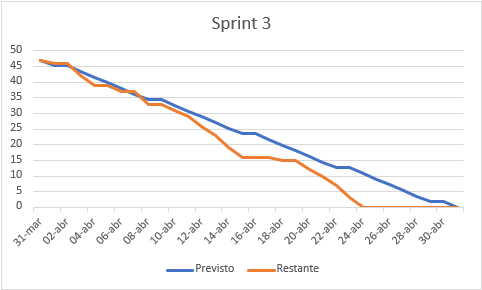 Sprint 3
50
45
40
35
30
25
20
15
10
5
0
31-mar
02-abr
04-abr
06-abr
08-abr
10-abr
12-abr
14-abr
16-abr
18-abr
20-abr
22-abr
24-abr
26-abr
28-abr
30-abr
Previsto Restante